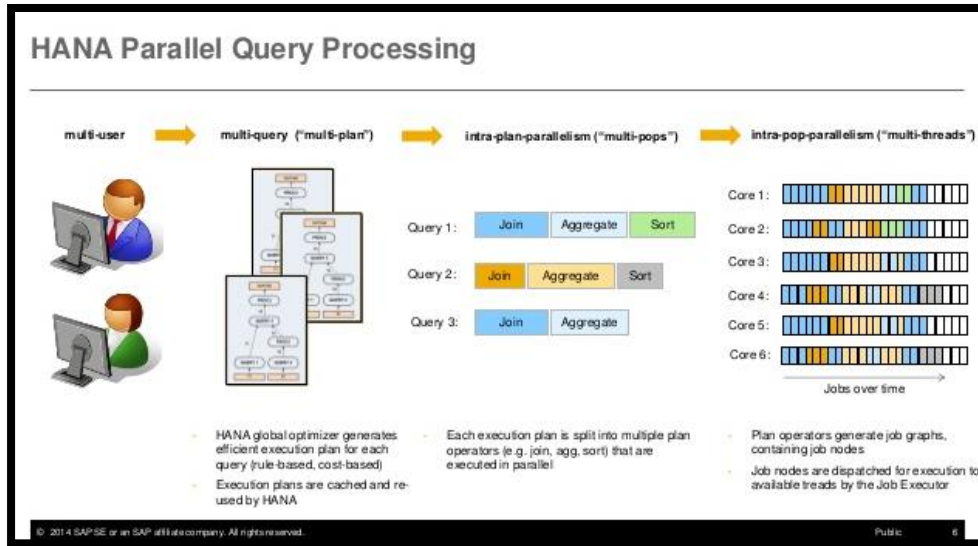 HANA Parallel Query Processing
multi-user
multi-query ("multi-plan")
intra-plan-parallelism ("multi-pops")
intra-pop-parallelism ("multi-threads")
Query 1:
Join
Aggregate
Sort
Query 2:
Join
Aggregate
Sort
Query 3:
Join
Aggregate
Core 1:
Core 2:
Core 3:
Core 4:
Core 5:
Core 6:
Jobs over time
- HANA global optimizer generates
efficient execution plan for each
query (rule-based, cost-based)
- Execution plans are cached and re-
used by HANA
- Each execution plan is split into multiple plan
operators (e.g. join, agg, sort) that are
executed in parallel
- Plan operators generate job graphs,
containing job nodes
- Job nodes are dispatched for execution to
available treads by the Job Executor
© 2014 SAP SE or an SAP affiliate company. All rights reserved.
Public
6